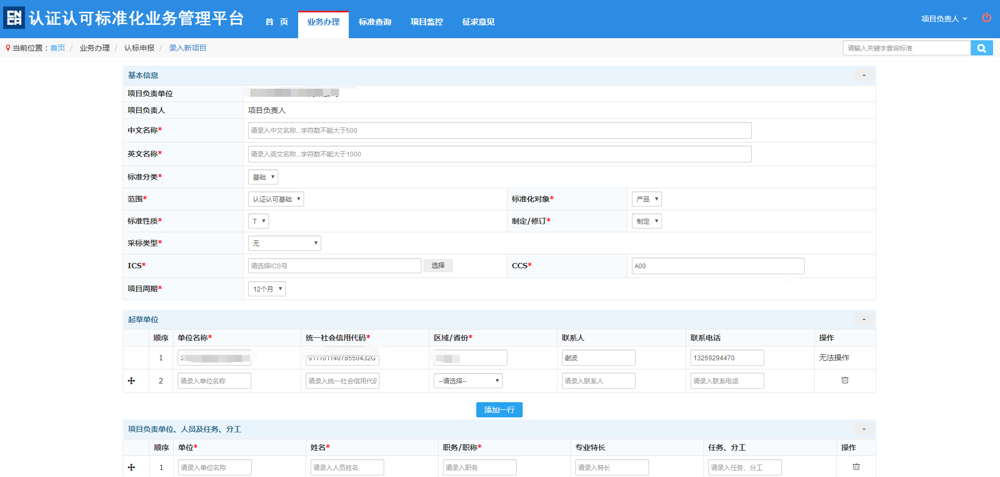 认证认可标准化业务管理平台 首 页 业务办理 标准查询 项目监控 征求意见 项目负责人
当前位置：首页 / 业务办理 / 认标申报 / 录入新项目 请输入关键字查询标准
基本信息 -
项目负责单位
项目负责人 项目负责人
中文名称* 请录入中文名称...字符数不能大于500
英文名称* 请录入英文名称...字符数不能大于1000
标准分类* 基础
范围* 认证认可基础 标准化对象* 产品
标准性质* T 制定/修订* 制定
采标类型* 无
ICS* 请选择ICS号 选择 CCS* A00
项目周期* 12个月
起草单位 -
顺序 单位名称* 统一社会信用代码* 区域/省份* 联系人 联系电话 操作
1 91110114078550432G 谢波 13269294470 无法操作
2 请录入单位名称 请录入统一社会信用代码 --请选择-- 请录入联系人 请录入联系电话
添加一行
项目负责单位、人员及任务、分工 -
顺序 单位* 姓名* 职务/职称* 专业特长 任务、分工 操作
1 请录入单位名称 请录入人员姓名 请录入职务 请录入特长 请录入任务、分工